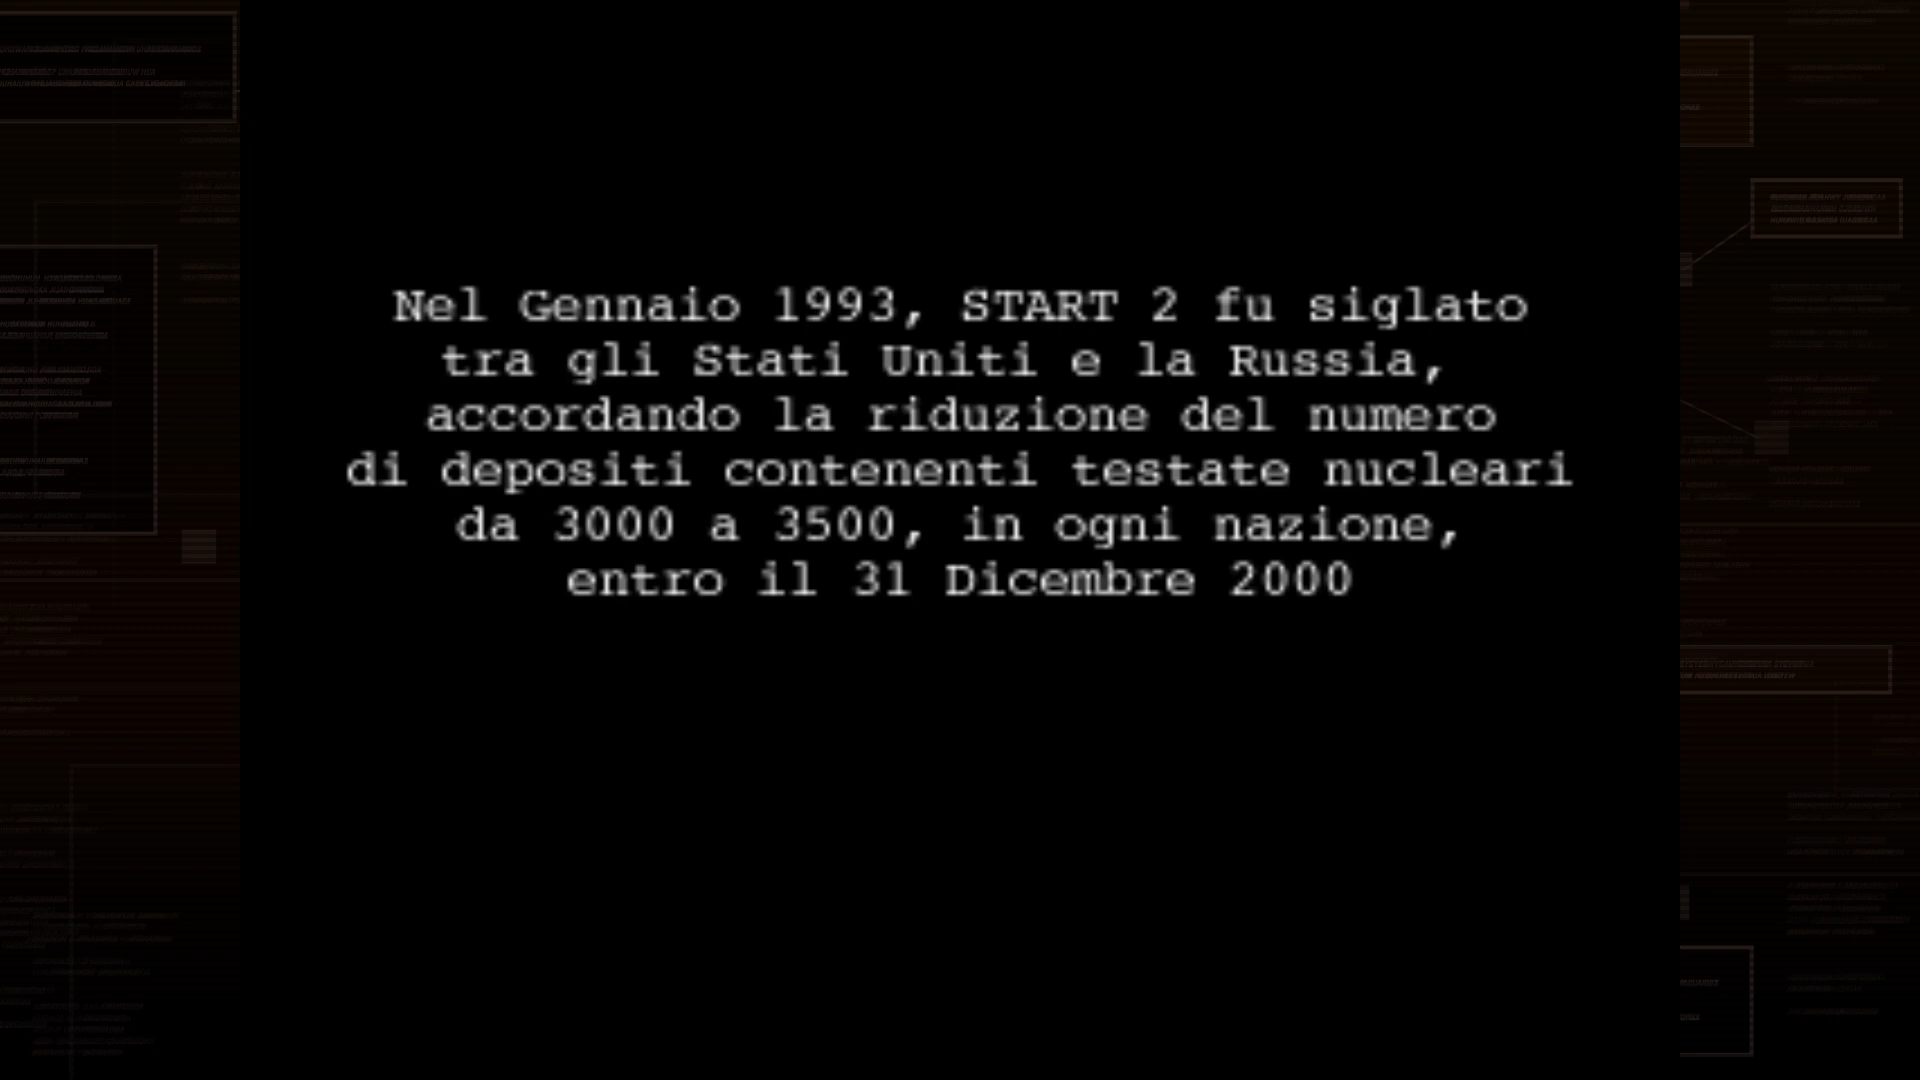 Nel Gennaio 1993, START 2 fu siglato
tra gli Stati Uniti e la Russia,
accordando la riduzione del numero
di depositi contenenti testate nucleari
da 3000 a 3500, in ogni nazione,
entro il 31 Dicembre 2000